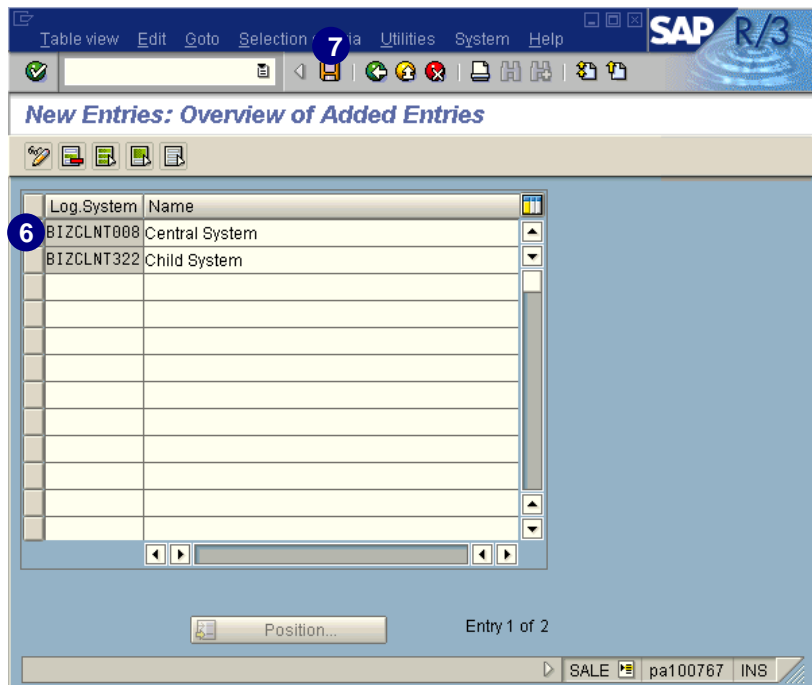 Table view Edit Goto Selection ia Utilities System Help
SAP R/3
7
New Entries: Overview of Added Entries
Log.System Name
6 BIZCLNT008 Central System
BIZCLNT322 Child System
Position... Entry 1 of 2
SALE pa100767 INS